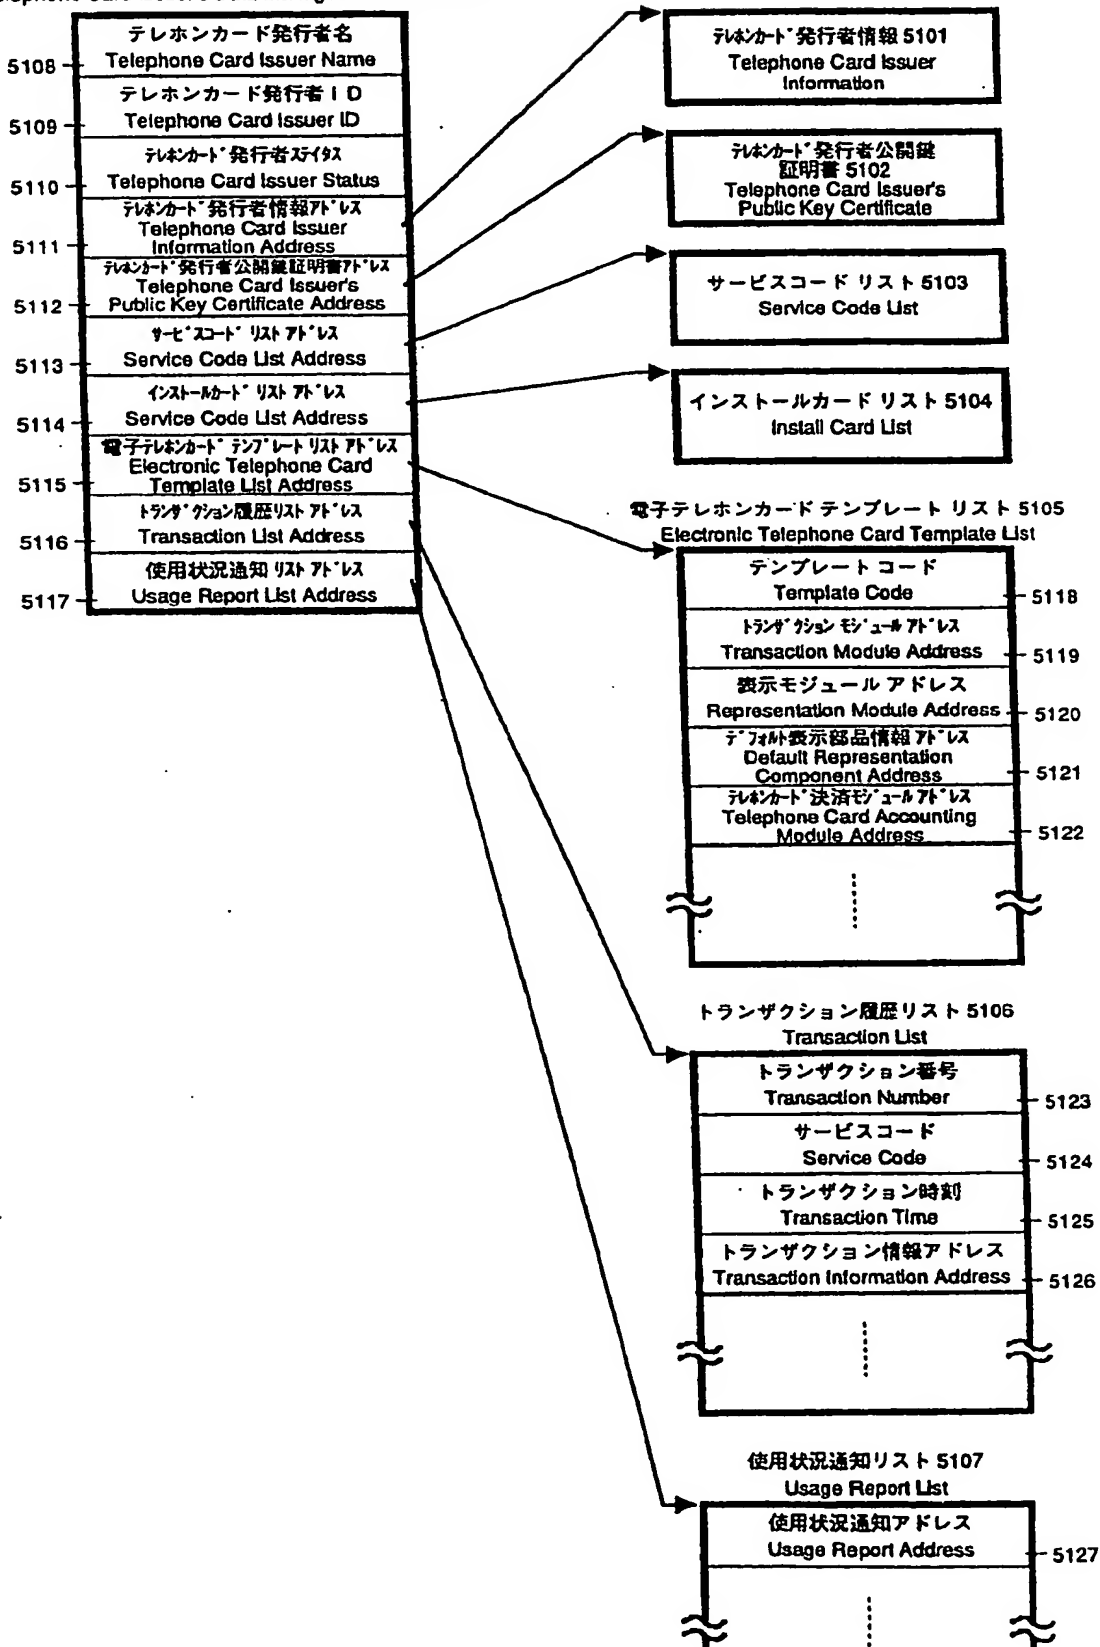 テレホンカード発行者名
Telephone Card Issuer Name
5108
テレホンカード発行者ID
Telephone Card Issuer ID
5109
テレホンカード発行者ステイタス
Telephone Card Issuer Status
5110
テレホンカード発行者情報アドレス
Telephone Card Issuer
Information Address
5111
テレホンカード発行者公開鍵証明書アドレス
Telephone Card Issuer's
Public Key Certificate Address
5112
サービスコード リスト アドレス
Service Code List Address
5113
インストールカード リスト アドレス
Service Code List Address
5114
電子テレホンカード テンプレート リスト アドレス
Electronic Telephone Card
Template List Address
5115
トランザクション履歴リスト アドレス
Transaction List Address
5116
使用状況通知 リスト アドレス
Usage Report List Address
5117
テレホンカード発行者情報 5101
Telephone Card Issuer
Information
テレホンカード発行者公開鍵
証明書 5102
Telephone Card Issuer's
Public Key Certificate
サービスコード リスト 5103
Service Code List
インストールカード リスト 5104
Install Card List
電子テレホンカード テンプレート リスト 5105
Electronic Telephone Card Template List
テンプレート コード
Template Code
5118
トランザクション モジュール アドレス
Transaction Module Address
5119
表示モジュール アドレス
Representation Module Address
5120
デフォルト表示部品情報 アドレス
Default Representation
Component Address
5121
テレホンカード決済モジュール アドレス
Telephone Card Accounting
Module Address
5122
トランザクション履歴リスト 5106
Transaction List
トランザクション番号
Transaction Number
5123
サービスコード
Service Code
5124
トランザクション時刻
Transaction Time
5125
トランザクション情報アドレス
Transaction Information Address
5126
使用状況通知リスト 5107
Usage Report List
使用状況通知アドレス
Usage Report Address
5127